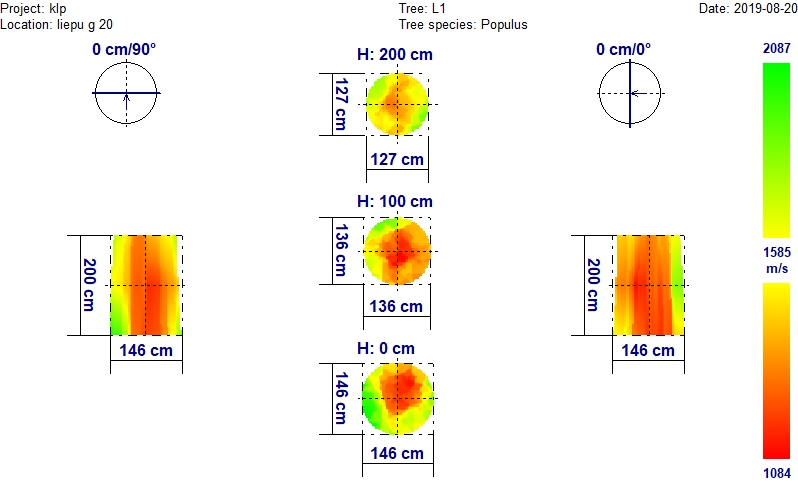 Project: klp
Tree: L1
Date: 2019-08-20
Location: liepu g 20
Tree species: Populus
0 cm/90°
H: 200 cm
0 cm/0°
2087
127 cm
127 cm
H: 100 cm
136 cm
136 cm
1585
m/s
200 cm
146 cm
200 cm
146 cm
H: 0 cm
146 cm
146 cm
1084